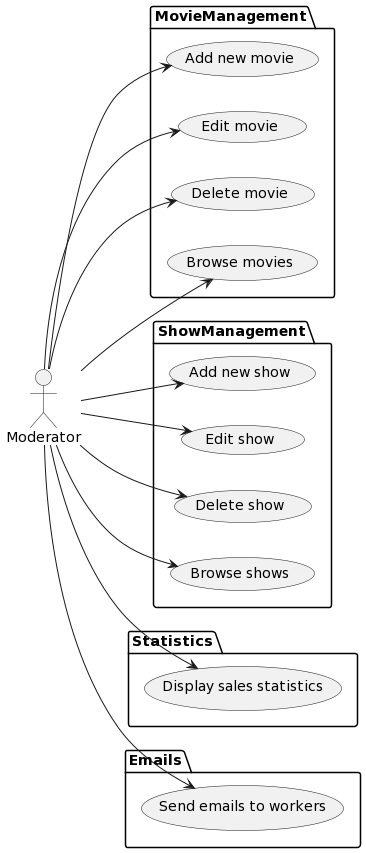 MovieManagement
Add new movie
Edit movie
Delete movie
Browse movies
ShowManagement
Add new show
Edit show
Delete show
Browse shows
Moderator
Statistics
Display sales statistics
Emails
Send emails to workers